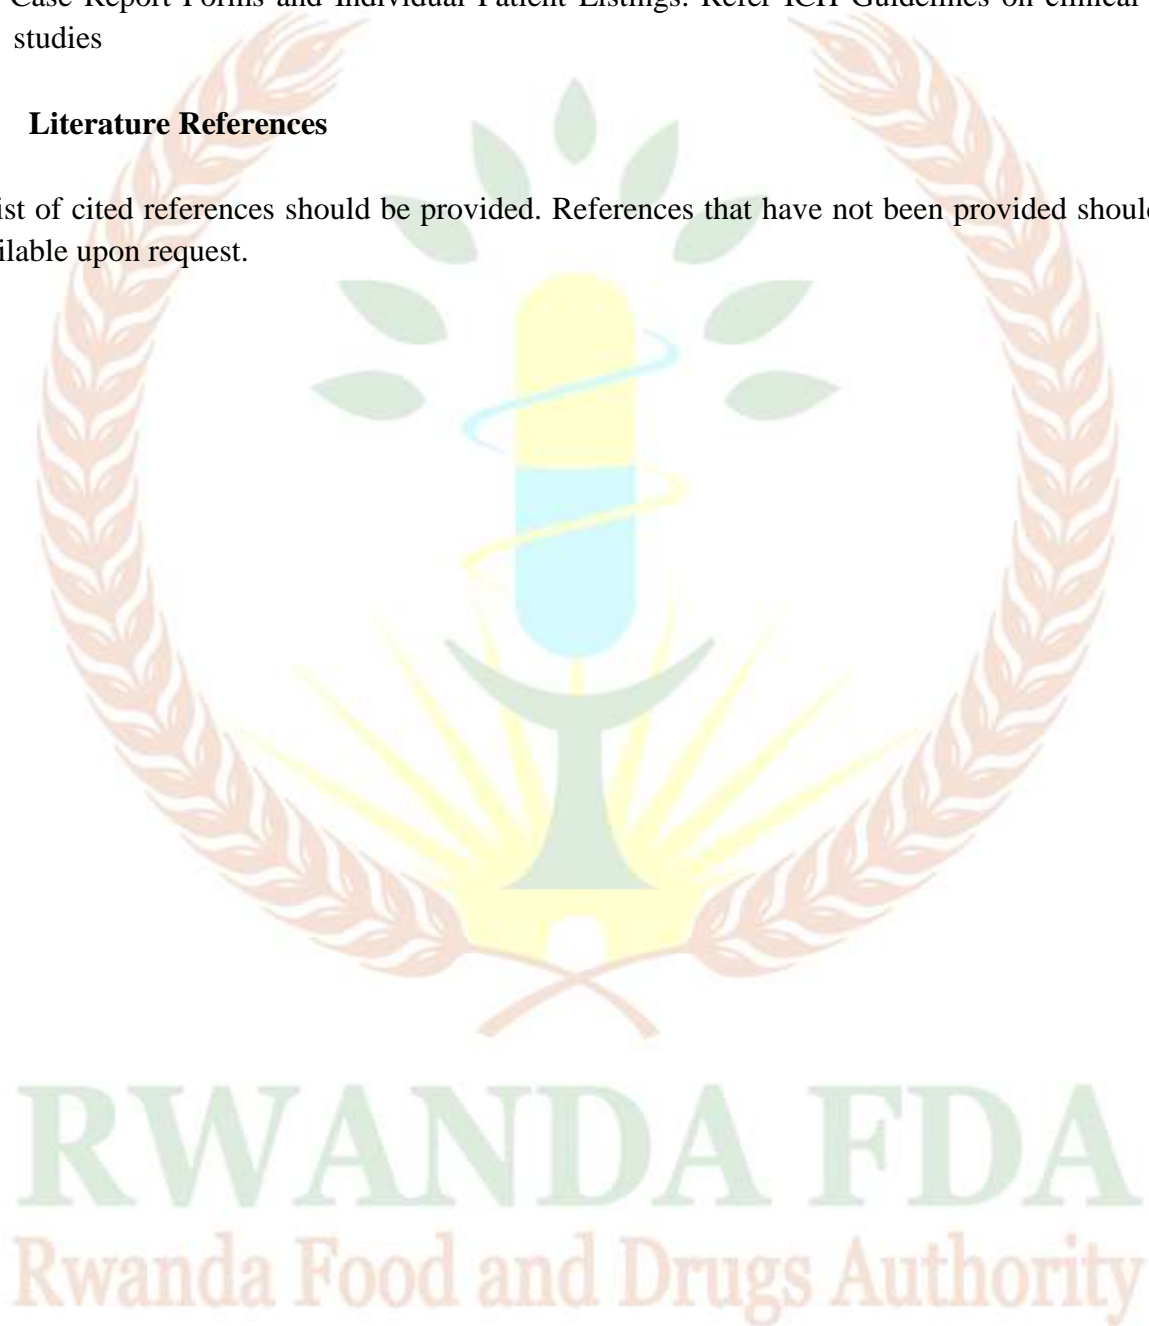 Case Report Forms and Individual Patient Listings. Refer ICH Guidelines on clinical
studies
Literature References
ist of cited references should be provided. References that have not been provided should
ilable upon request.
RWANDA FDA
Rwanda Food and Drugs Authority